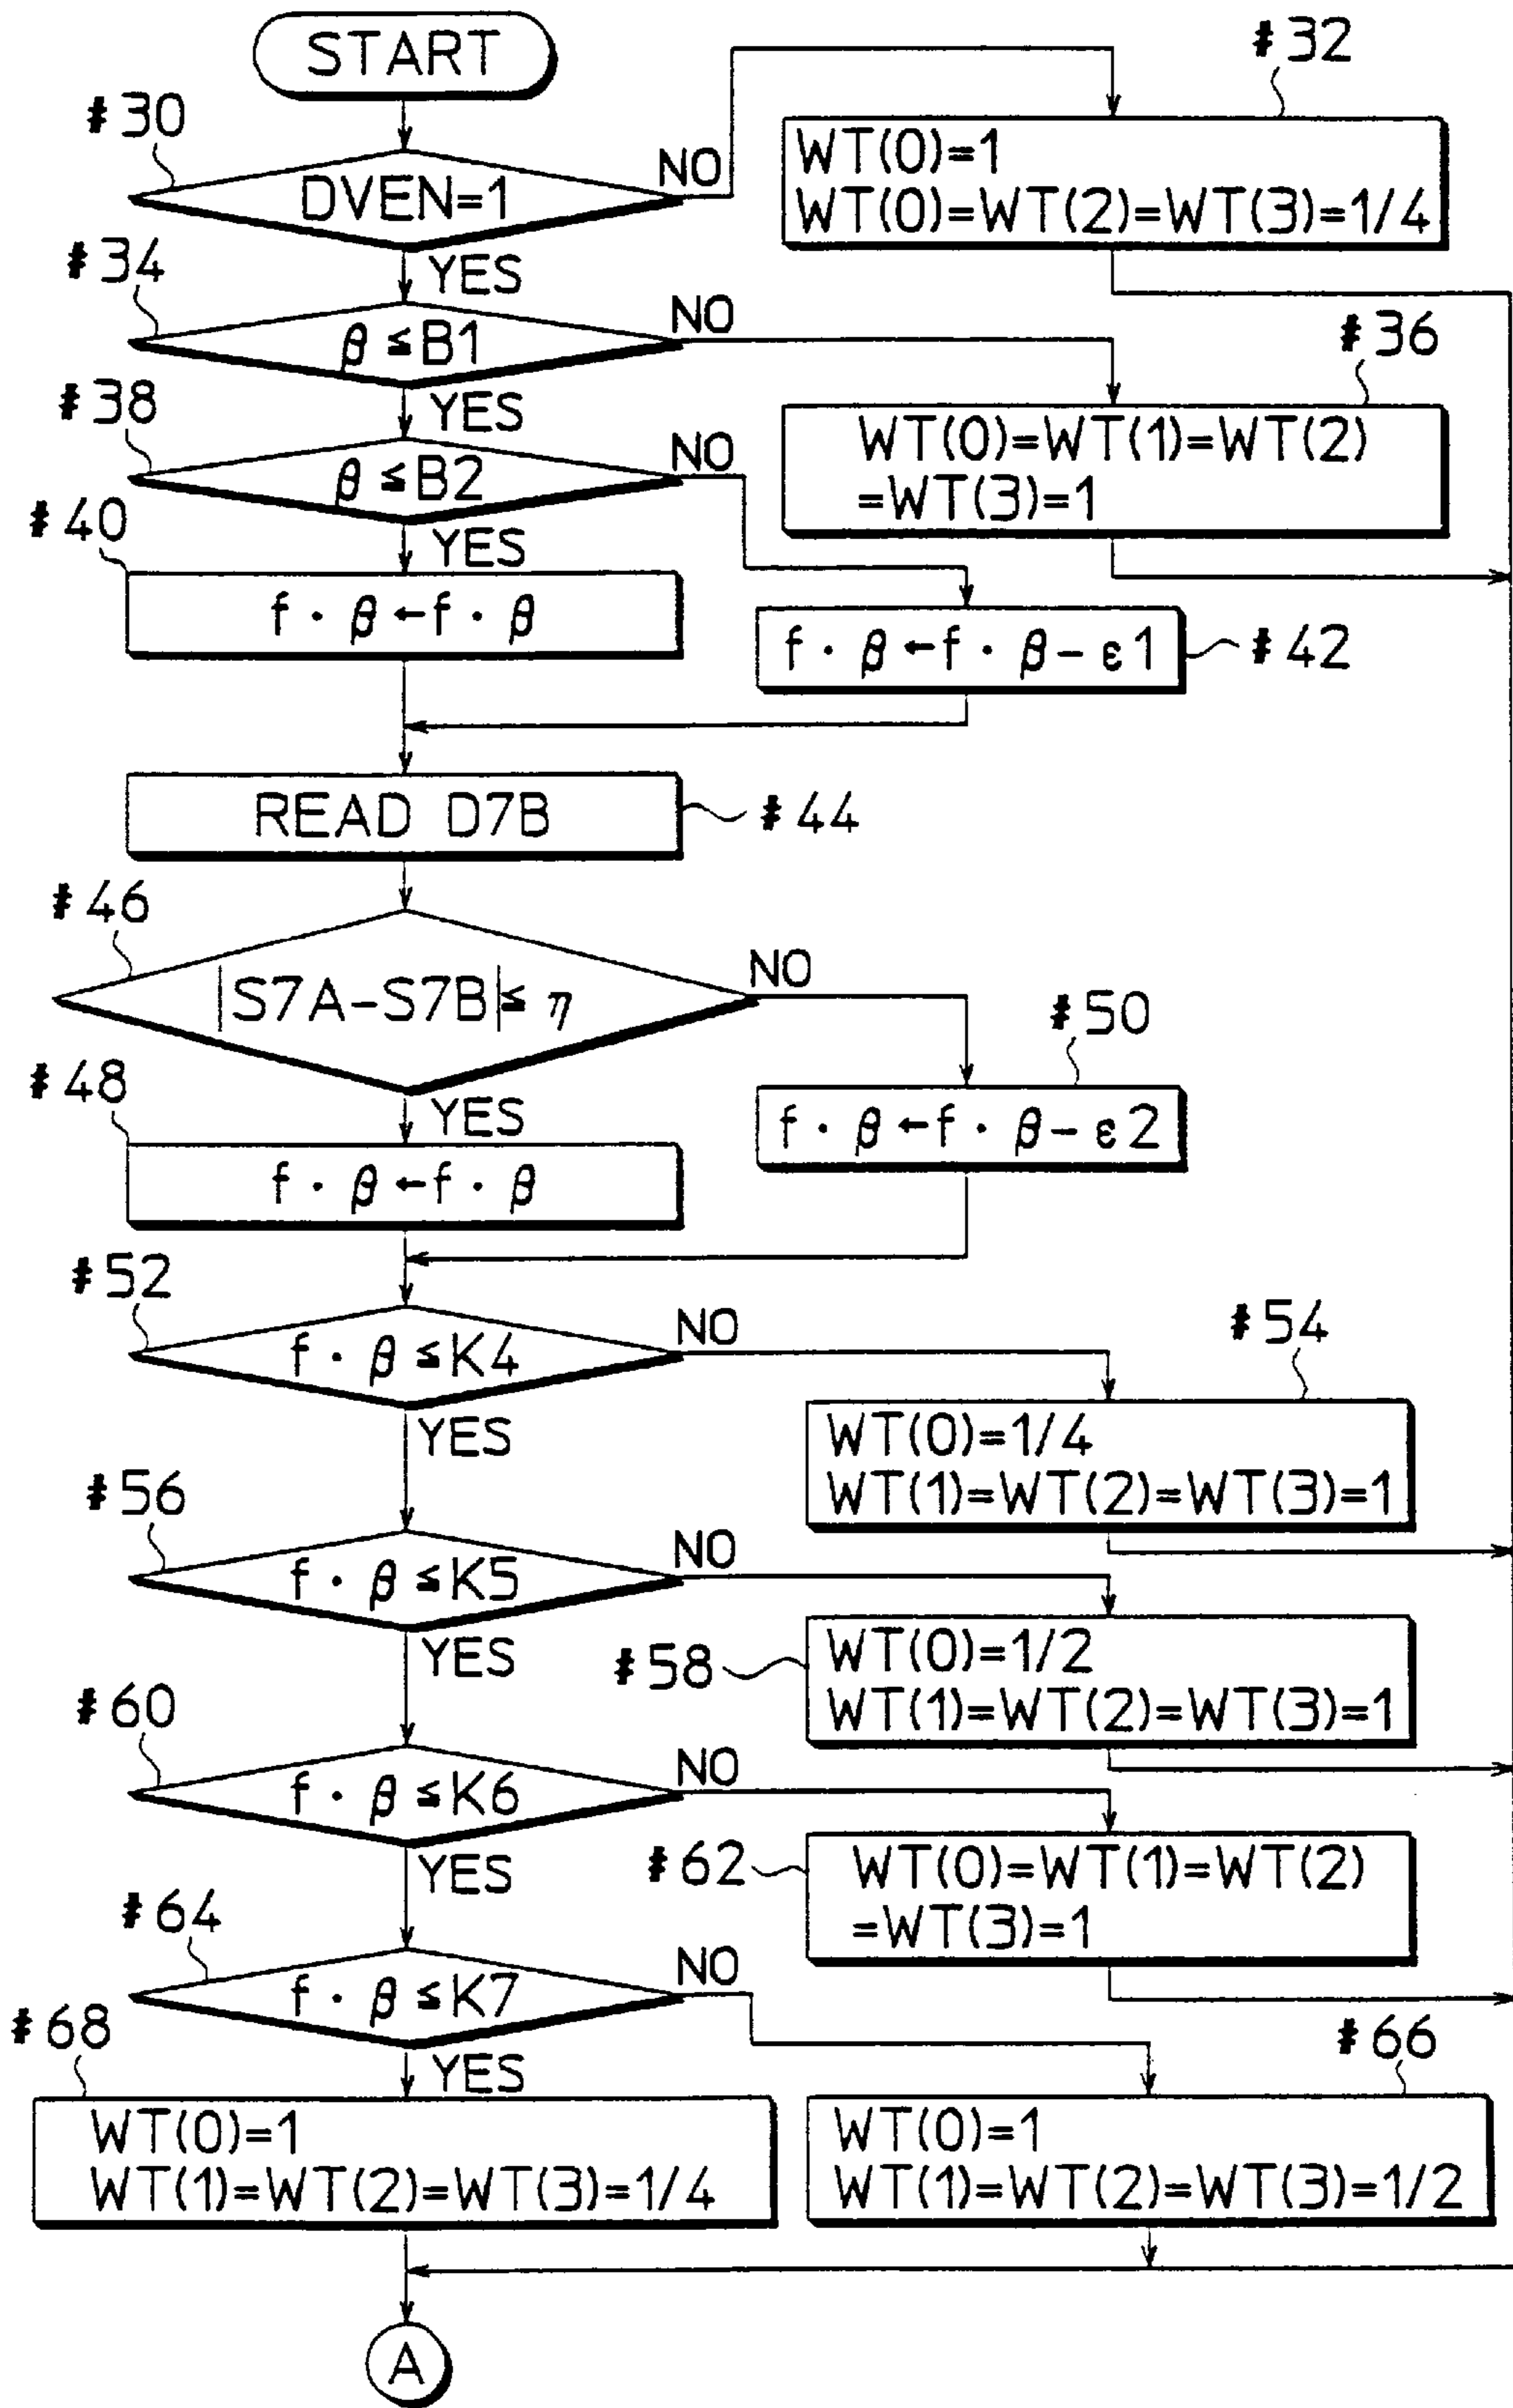 START
#30
DVEN=1
NO
#32
WT(0)=1
WT(0)=WT(2)=WT(3)=1/4
YES
#34
β≤B1
NO
#36
WT(0)=WT(1)=WT(2)
=WT(3)=1
YES
#38
β≤B2
NO
YES
#40
f・β←f・β
f・β←f・β-ε1
#42
READ D7B
#44
#46
|S7A-S7B|≤η
NO
#50
f・β←f・β-ε2
YES
#48
f・β←f・β
#52
f・β≤K4
NO
#54
WT(0)=1/4
WT(1)=WT(2)=WT(3)=1
YES
#56
f・β≤K5
NO
#58
WT(0)=1/2
WT(1)=WT(2)=WT(3)=1
YES
#60
f・β≤K6
NO
#62
WT(0)=WT(1)=WT(2)
=WT(3)=1
YES
#64
f・β≤K7
NO
#66
WT(0)=1
WT(1)=WT(2)=WT(3)=1/2
YES
#68
WT(0)=1
WT(1)=WT(2)=WT(3)=1/4
A